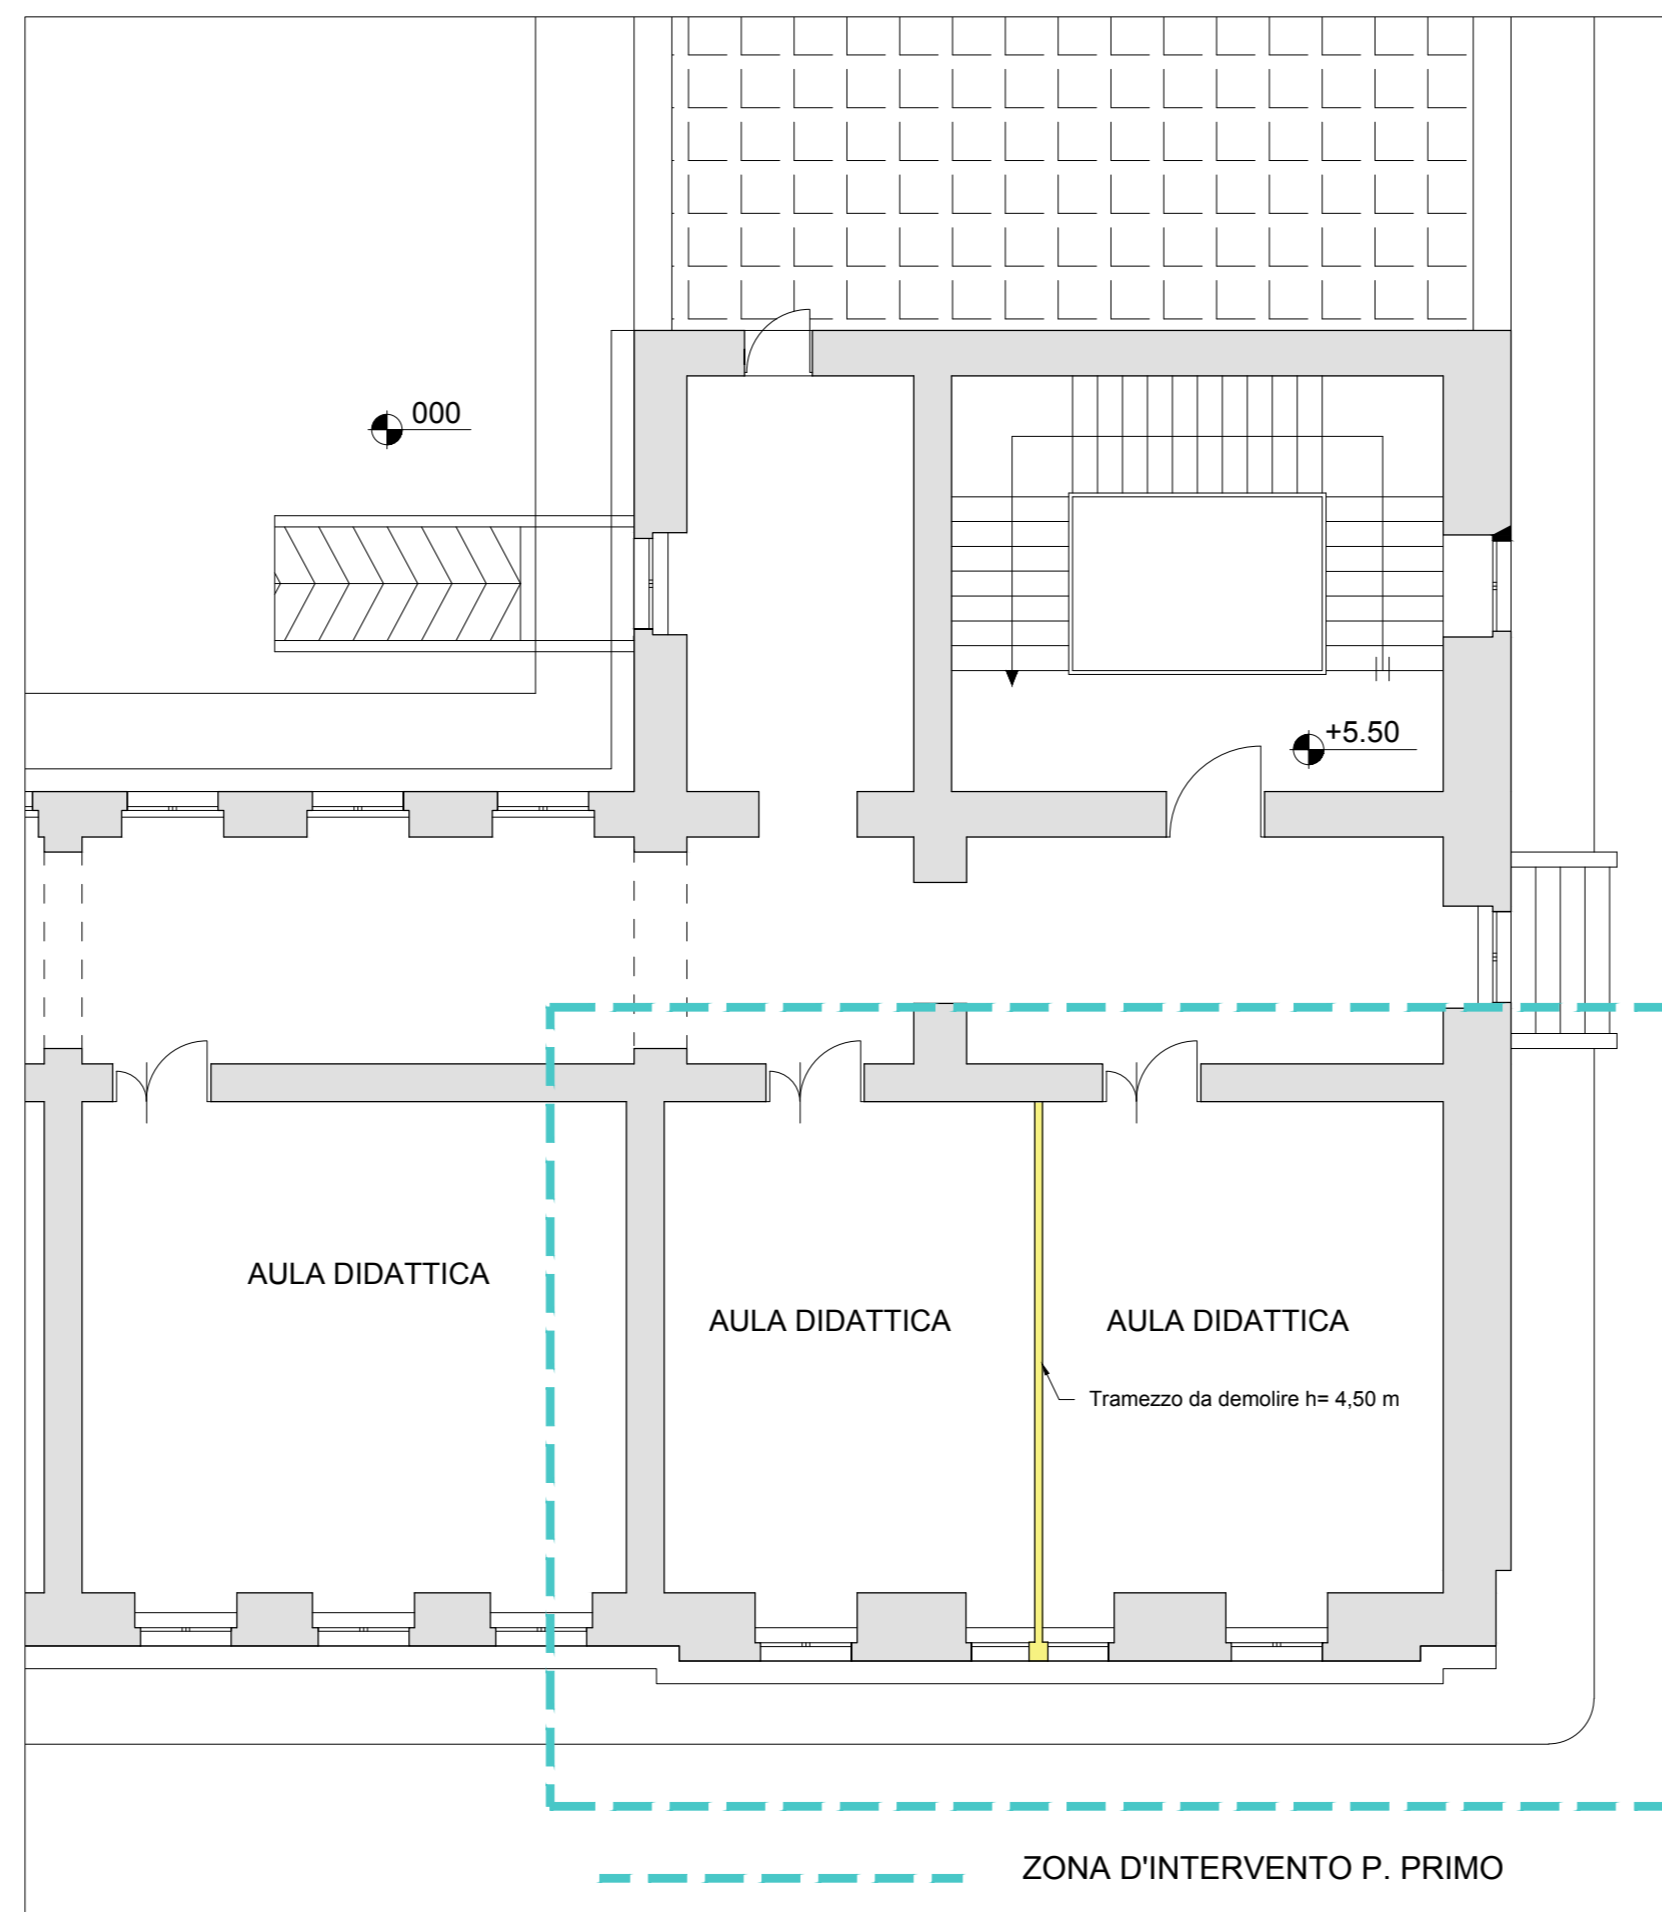 000
+5.50
AULA DIDATTICA
AULA DIDATTICA
AULA DIDATTICA
Tramezzo da demolire h= 4,50 m
ZONA D'INTERVENTO P. PRIMO